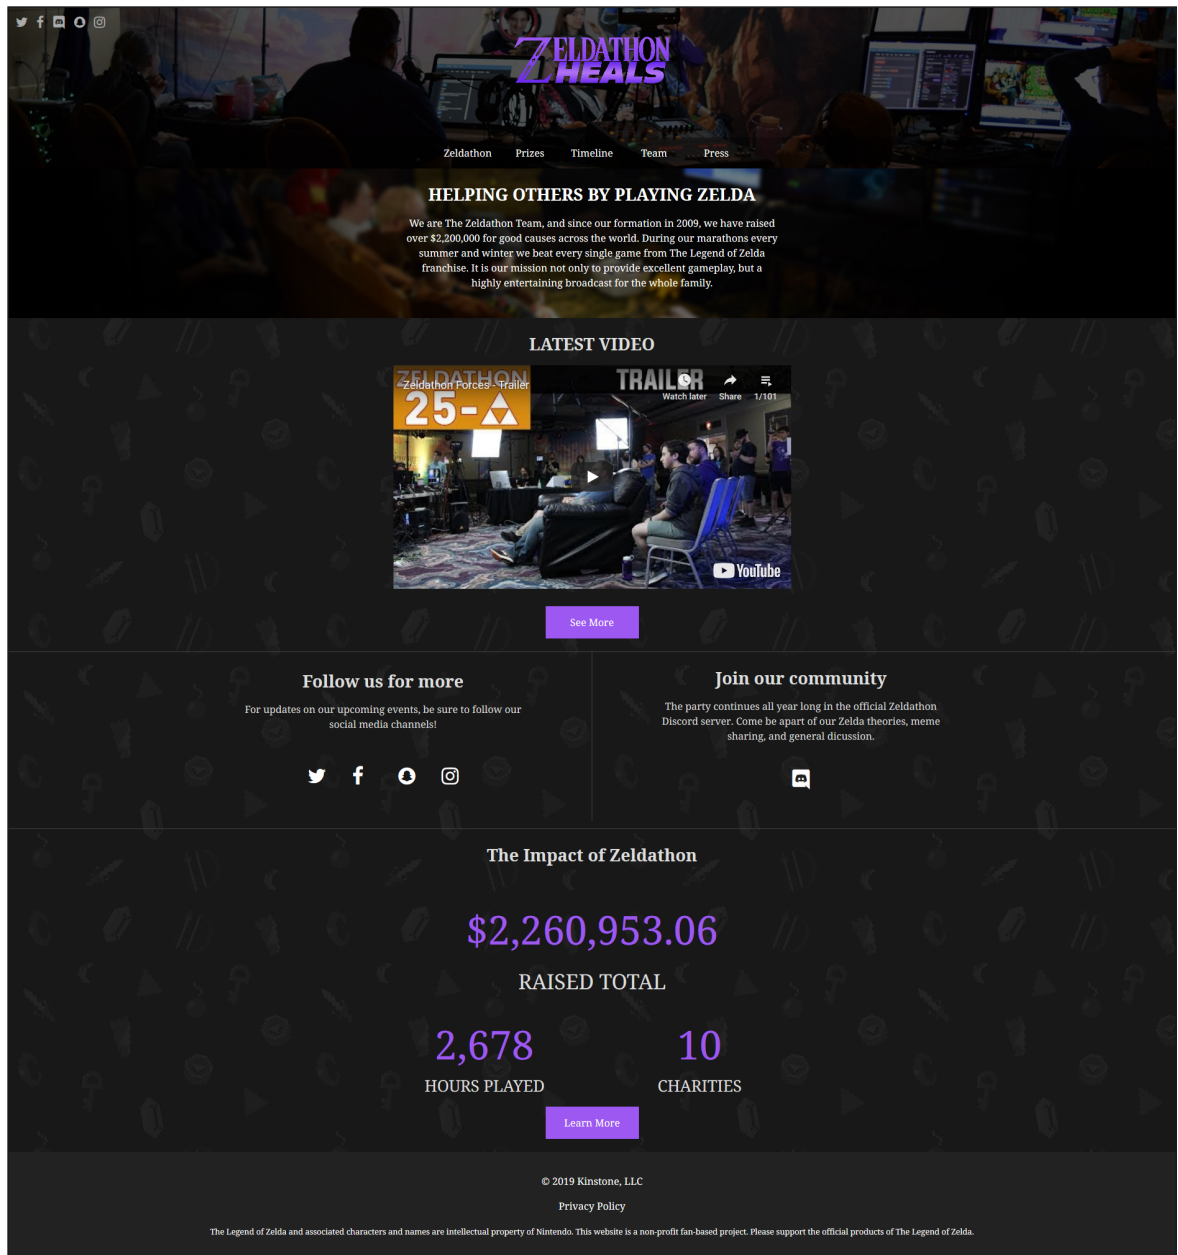 ZELDATHON
HEALS
Zeldathon Prizes Timeline Team Press
HELPING OTHERS BY PLAYING ZELDA
We are The Zeldathon Team, and since our formation in 2009, we have raised
over $2,200,000 for good causes across the world. During our marathons every
summer and winter we beat every single game from The Legend of Zelda
franchise. It is our mission not only to provide excellent gameplay, but a
highly entertaining broadcast for the whole family.
LATEST VIDEO
ZELDATHON
Zeldathon Forces - Trailer
25-
TRAILER
Watch later Share 1/101
YouTube
See More
Follow us for more
For updates on our upcoming events, be sure to follow our
social media channels!
Join our community
The party continues all year long in the official Zeldathon
Discord server. Come be apart of our Zelda theories, meme
sharing, and general dicussion.
The Impact of Zeldathon
$2,260,953.06
RAISED TOTAL
2,678
HOURS PLAYED
10
CHARITIES
Learn More
© 2019 Kinstone, LLC
Privacy Policy
The Legend of Zelda and associated characters and names are intellectual property of Nintendo. This website is a non-profit fan-based project. Please support the official products of The Legend of Zelda.